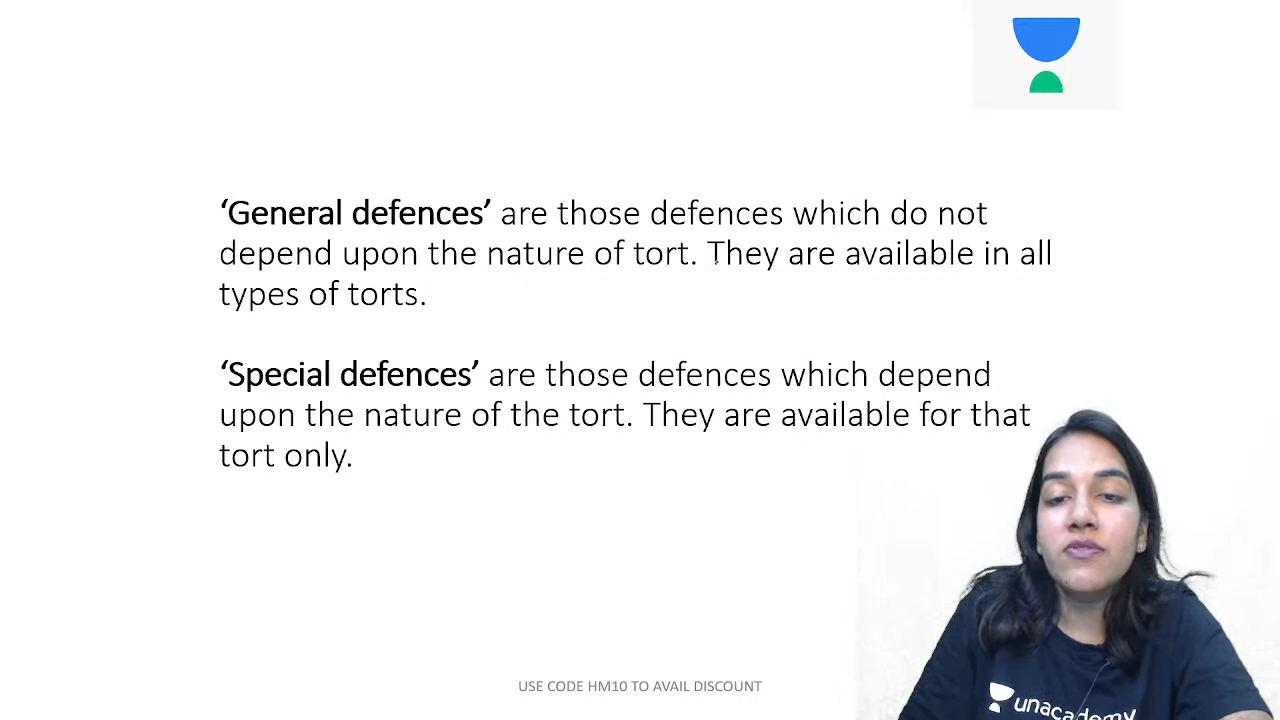 ‘General defences’ are those defences which do not
depend upon the nature of tort. They are available in all
types of torts.
‘Special defences’ are those defences which depend
upon the nature of the tort. They are available for that
tort only.
unacademy
USE CODE HM10 TO AVAIL DISCOUNT